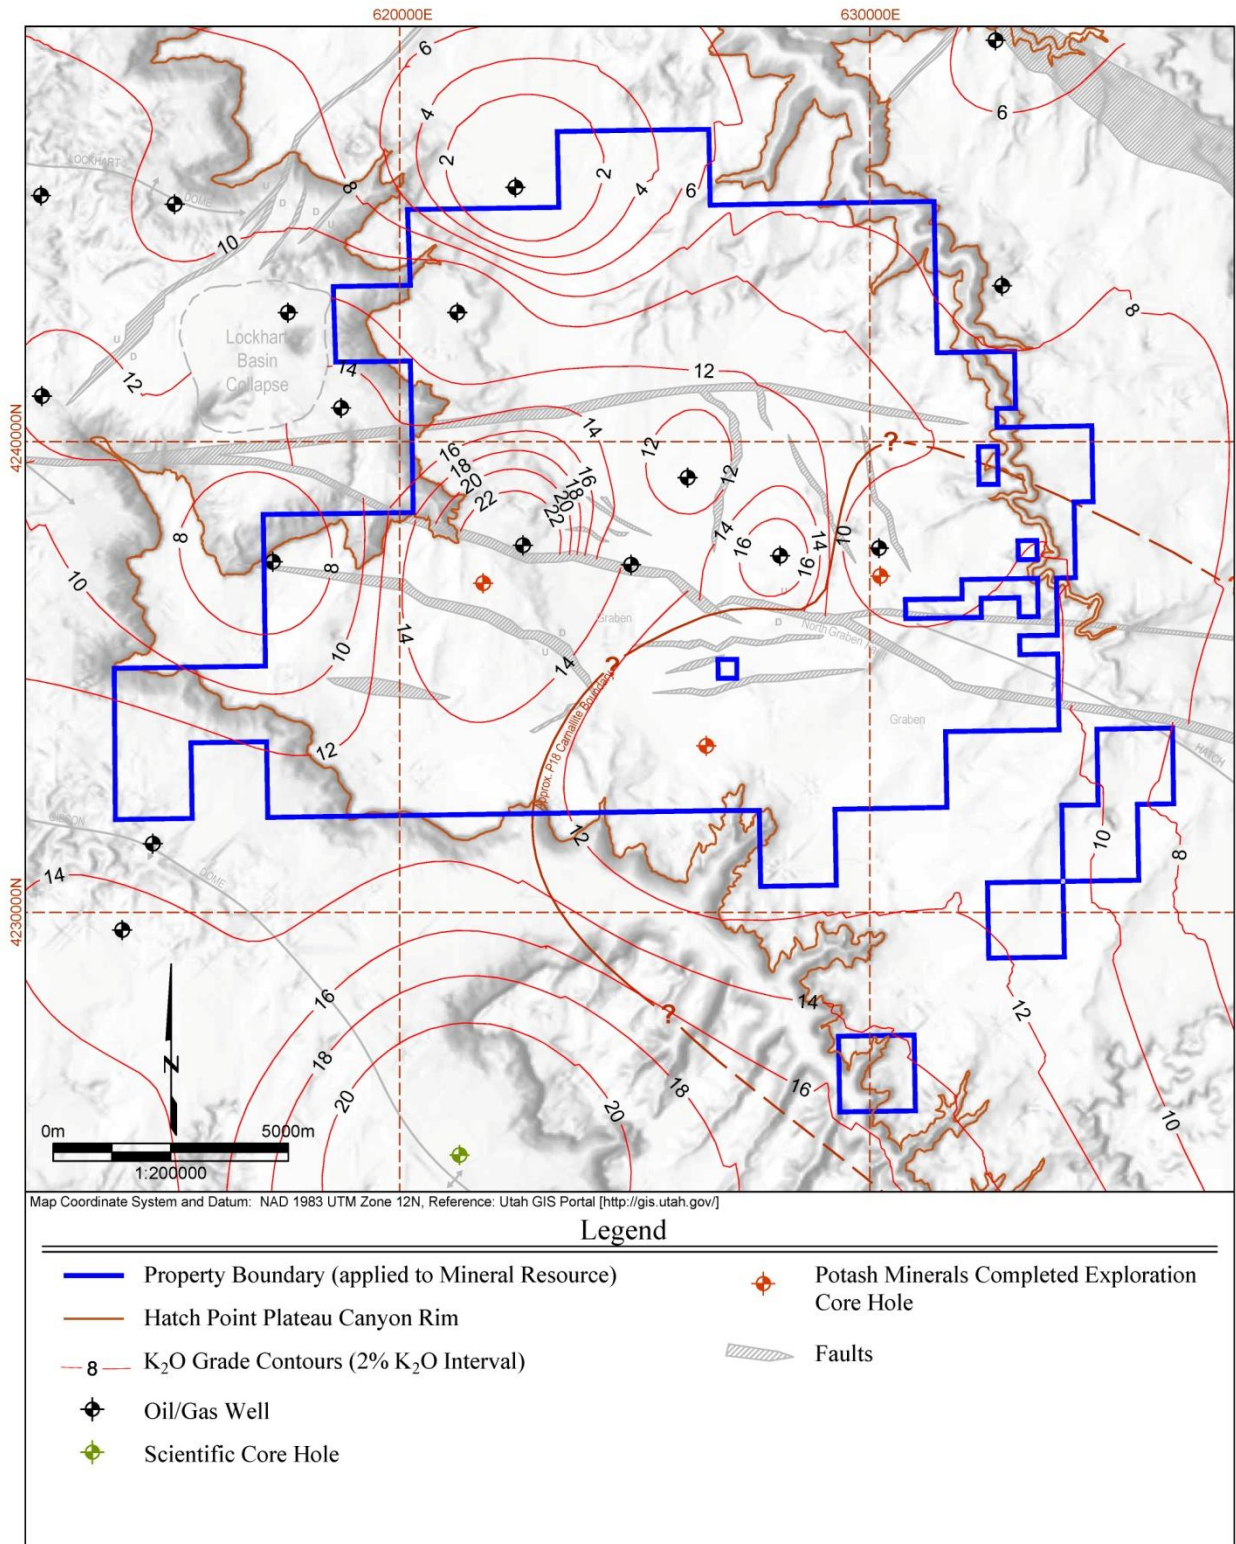 620000E
630000E
6
4
2
2
4
6
6
8
LOCKHART
DOME
U
D
D
U
10
8
U
D
Lockhart
Basin
Collapse
14
12
12
14
4240000N
16
18
20
22
16
18
20
22
12
12
?
14
16
14
16
10
8
8
10
10
14
14
12
Graben
D
U
U
D
North Graben
?
Approx. P18 Carnallite Boundary
Graben
HATCH
GIBSON
DOME
12
14
10
8
4230000N
16
18
20
?
14
16
18
20
12
10
N
0m 5000m
1:200000
Map Coordinate System and Datum: NAD 1983 UTM Zone 12N, Reference: Utah GIS Portal [http://gis.utah.gov/]
Legend
Property Boundary (applied to Mineral Resource)
Hatch Point Plateau Canyon Rim
8 K₂O Grade Contours (2% K₂O Interval)
Oil/Gas Well
Scientific Core Hole
Potash Minerals Completed Exploration
Core Hole
Faults